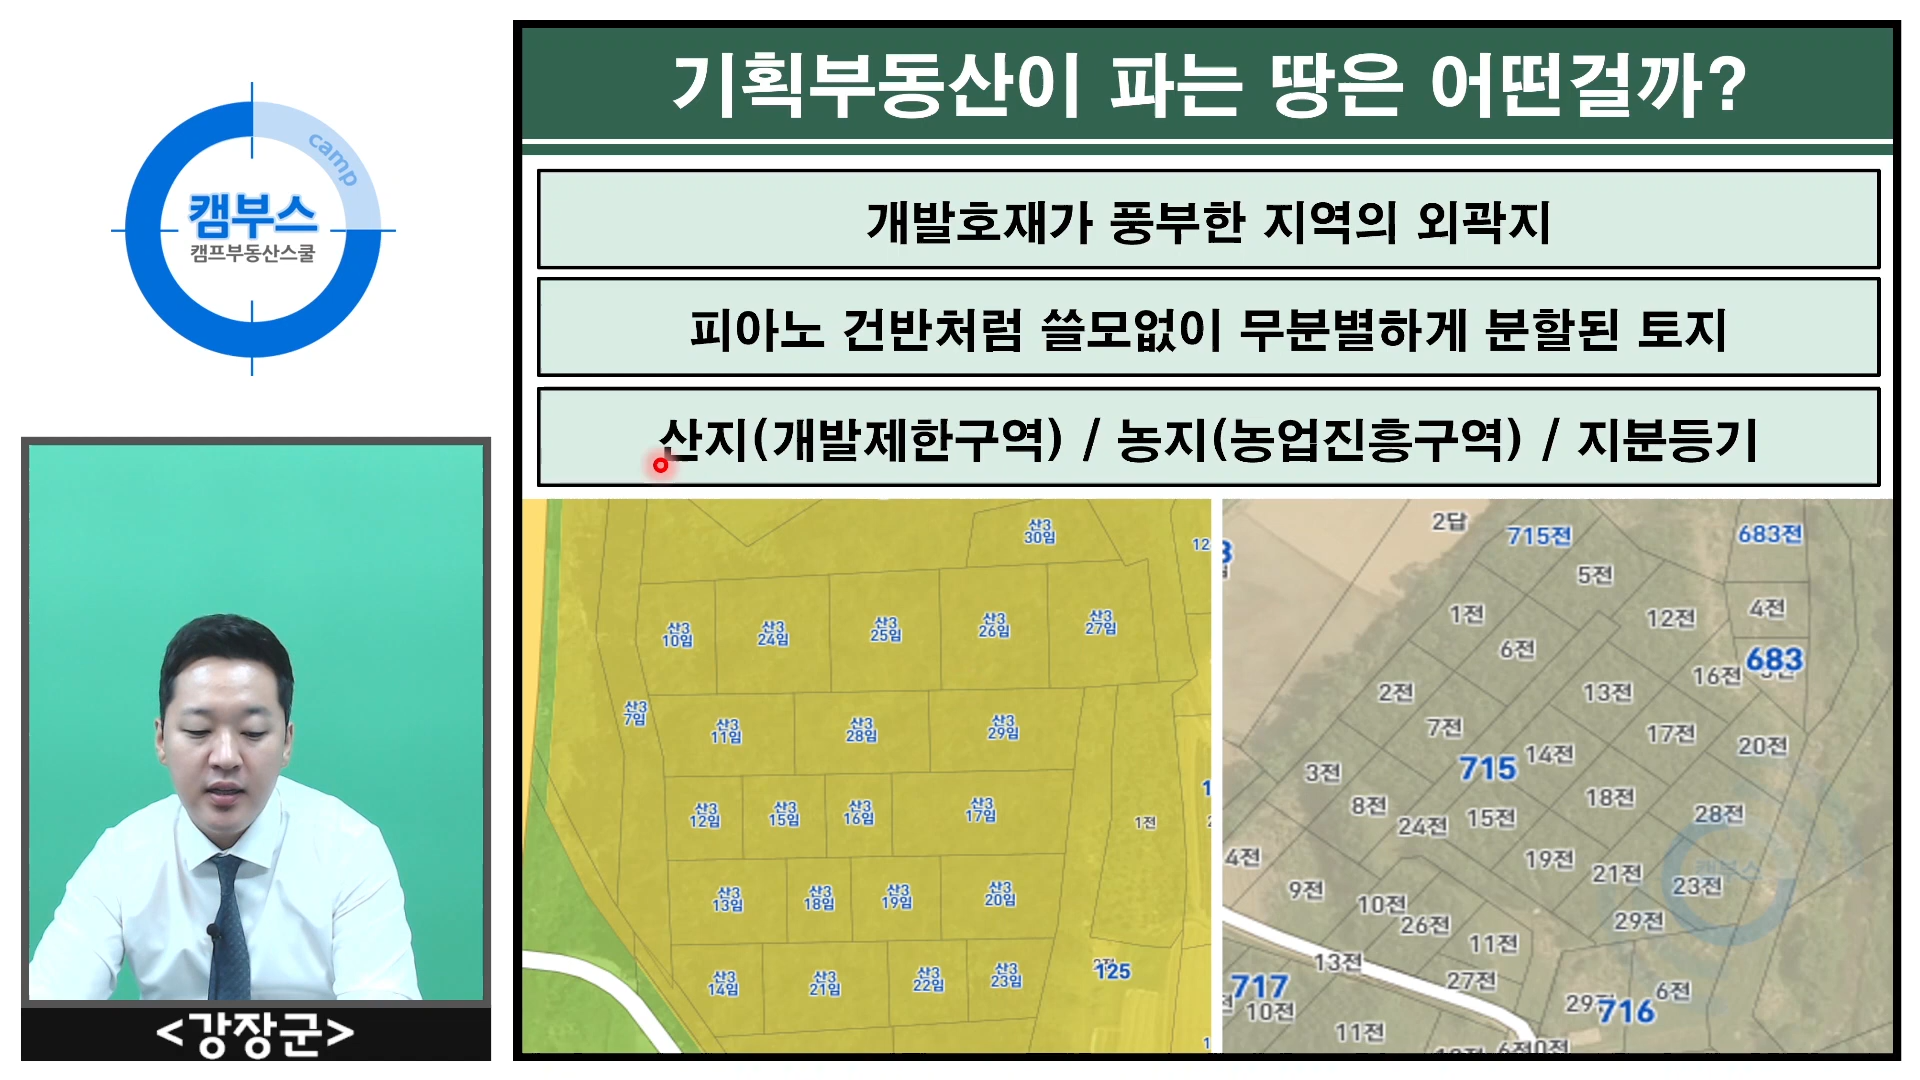 camp
캠부스
캠프부동산스쿨
<강장군>
기획부동산이 파는 땅은 어떤걸까?
개발호재가 풍부한 지역의 외곽지
피아노 건반처럼 쓸모없이 무분별하게 분할된 토지
산지(개발제한구역) / 농지(농업진흥구역) / 지분등기
산3
30임
산3
10임
산3
24임
산3
25임
산3
26임
산3
27임
산3
7임
산3
11임
산3
28임
산3
29임
산3
12임
산3
15임
산3
16임
산3
17임
1전
산3
13임
산3
18임
산3
19임
산3
20임
산3
14임
산3
21임
산3
22임
산3
23임
125
2답
715전
683전
5전
1전
12전
4전
6전
683
16전
2전
13전
7전
17전
20전
14전
715
3전
8전
18전
28전
24전
15전
4전
19전
21전
23전
9전
10전
26전
29전
11전
13전
27전
717
10전
6전
716
11전
캠부스